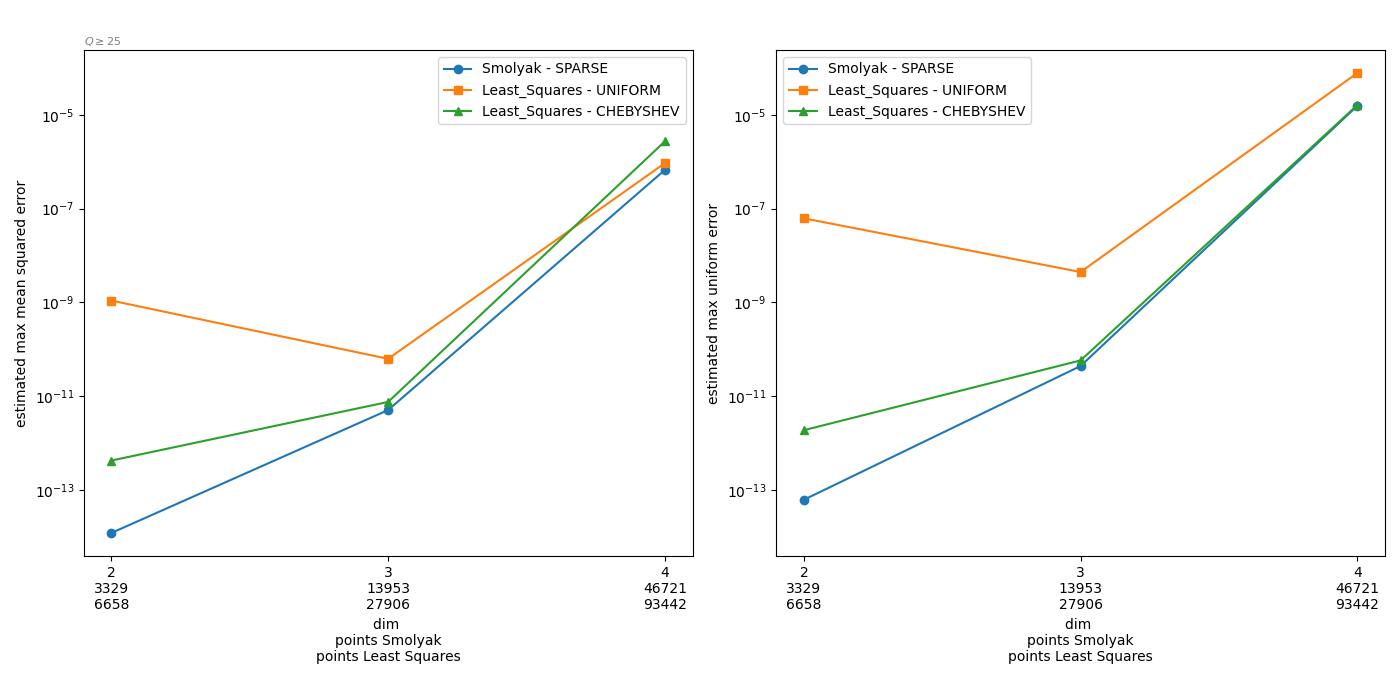 Q ≥ 25
Smolyak - SPARSE
Least_Squares - UNIFORM
Least_Squares - CHEBYSHEV
estimated max mean squared error
10⁻⁵
10⁻⁷
10⁻⁹
10⁻¹¹
10⁻¹³
2 3 4
3329 13953 46721
6658 27906 93442
dim
points Smolyak
points Least Squares
Smolyak - SPARSE
Least_Squares - UNIFORM
Least_Squares - CHEBYSHEV
estimated max uniform error
10⁻⁵
10⁻⁷
10⁻⁹
10⁻¹¹
10⁻¹³
2 3 4
3329 13953 46721
6658 27906 93442
dim
points Smolyak
points Least Squares